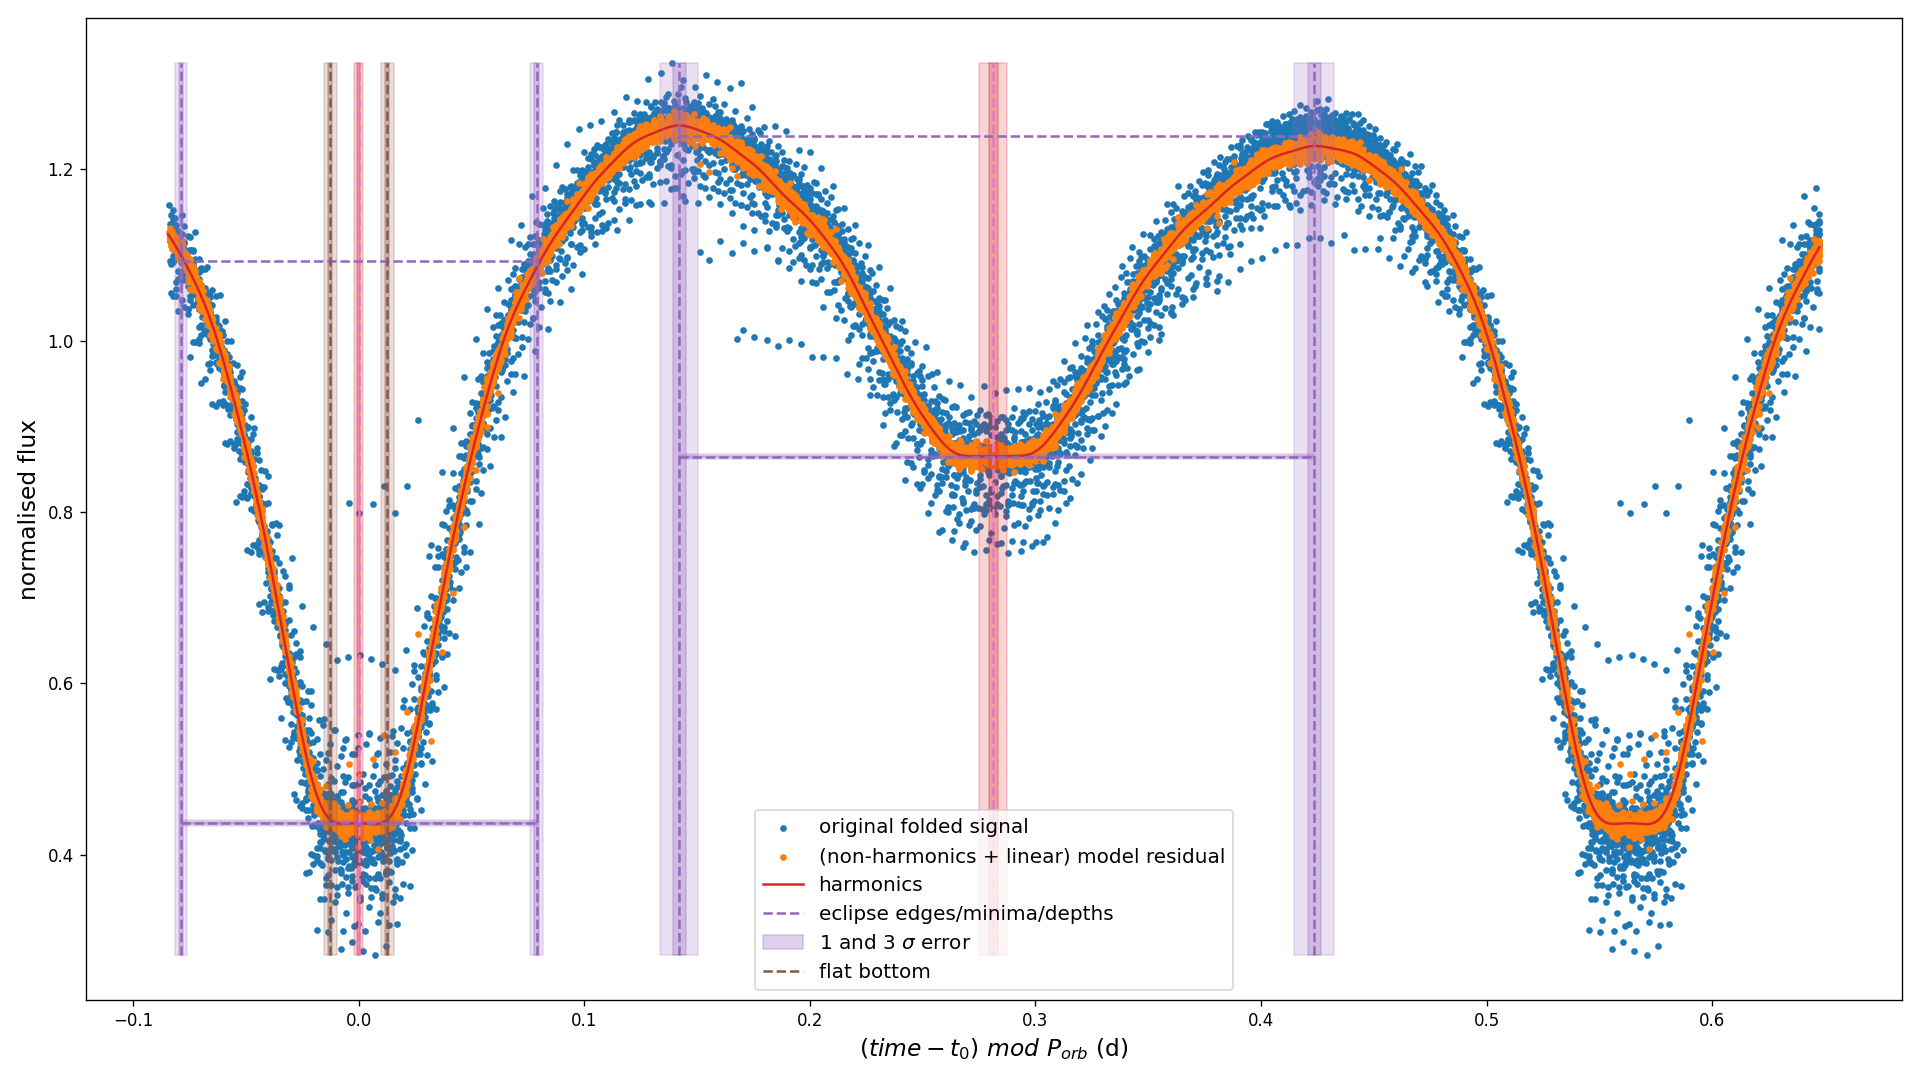 normalised flux
1.2
1.0
0.8
0.6
0.4
original folded signal
(non-harmonics + linear) model residual
harmonics
eclipse edges/minima/depths
1 and 3 σ error
flat bottom
−0.1 0.0 0.1 0.2 0.3 0.4 0.5 0.6
(time − t₀) mod Pₒᵣb (d)